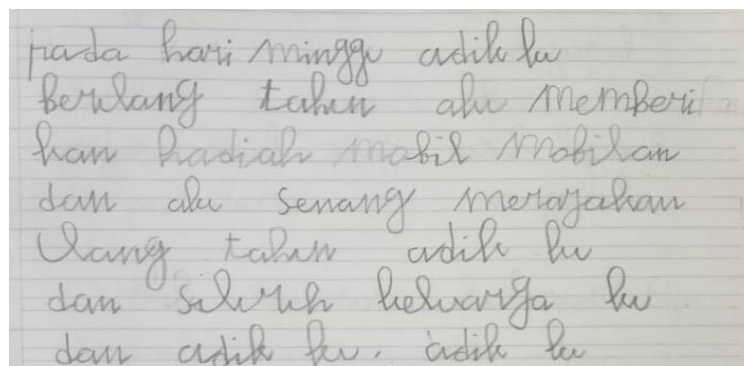 pada hari minggu adik ku
berulang tahun aku memberi
kan hadiah mobil mobilan
dan aku senang merayakan
Ulang tahun adik ku
dan seluruh keluarga ku
dan adik ku. adik ku